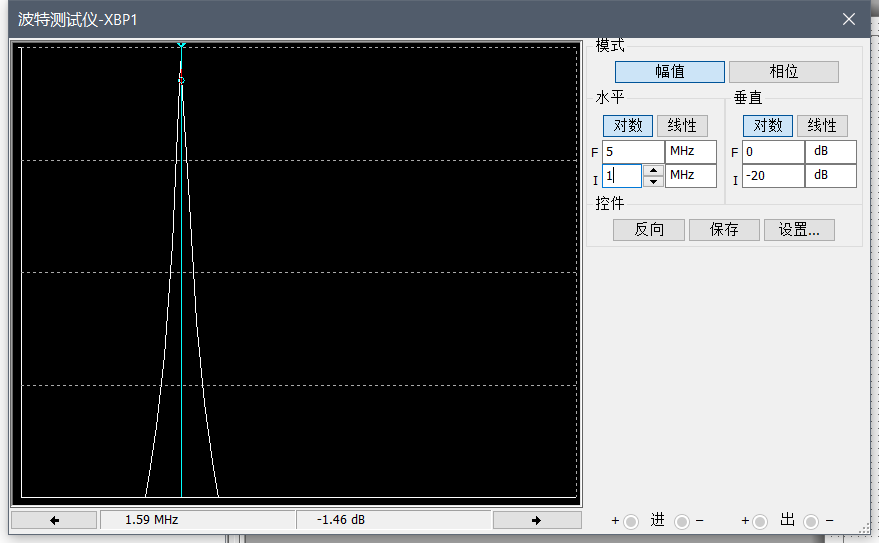 波特测试仪-XBP1
模式
幅值 相位
水平 垂直
对数 线性 对数 线性
F 5 MHz F 0 dB
I 1 MHz I -20 dB
控件
反向 保存 设置...
1.59 MHz -1.46 dB
+ 进 − + 出 −